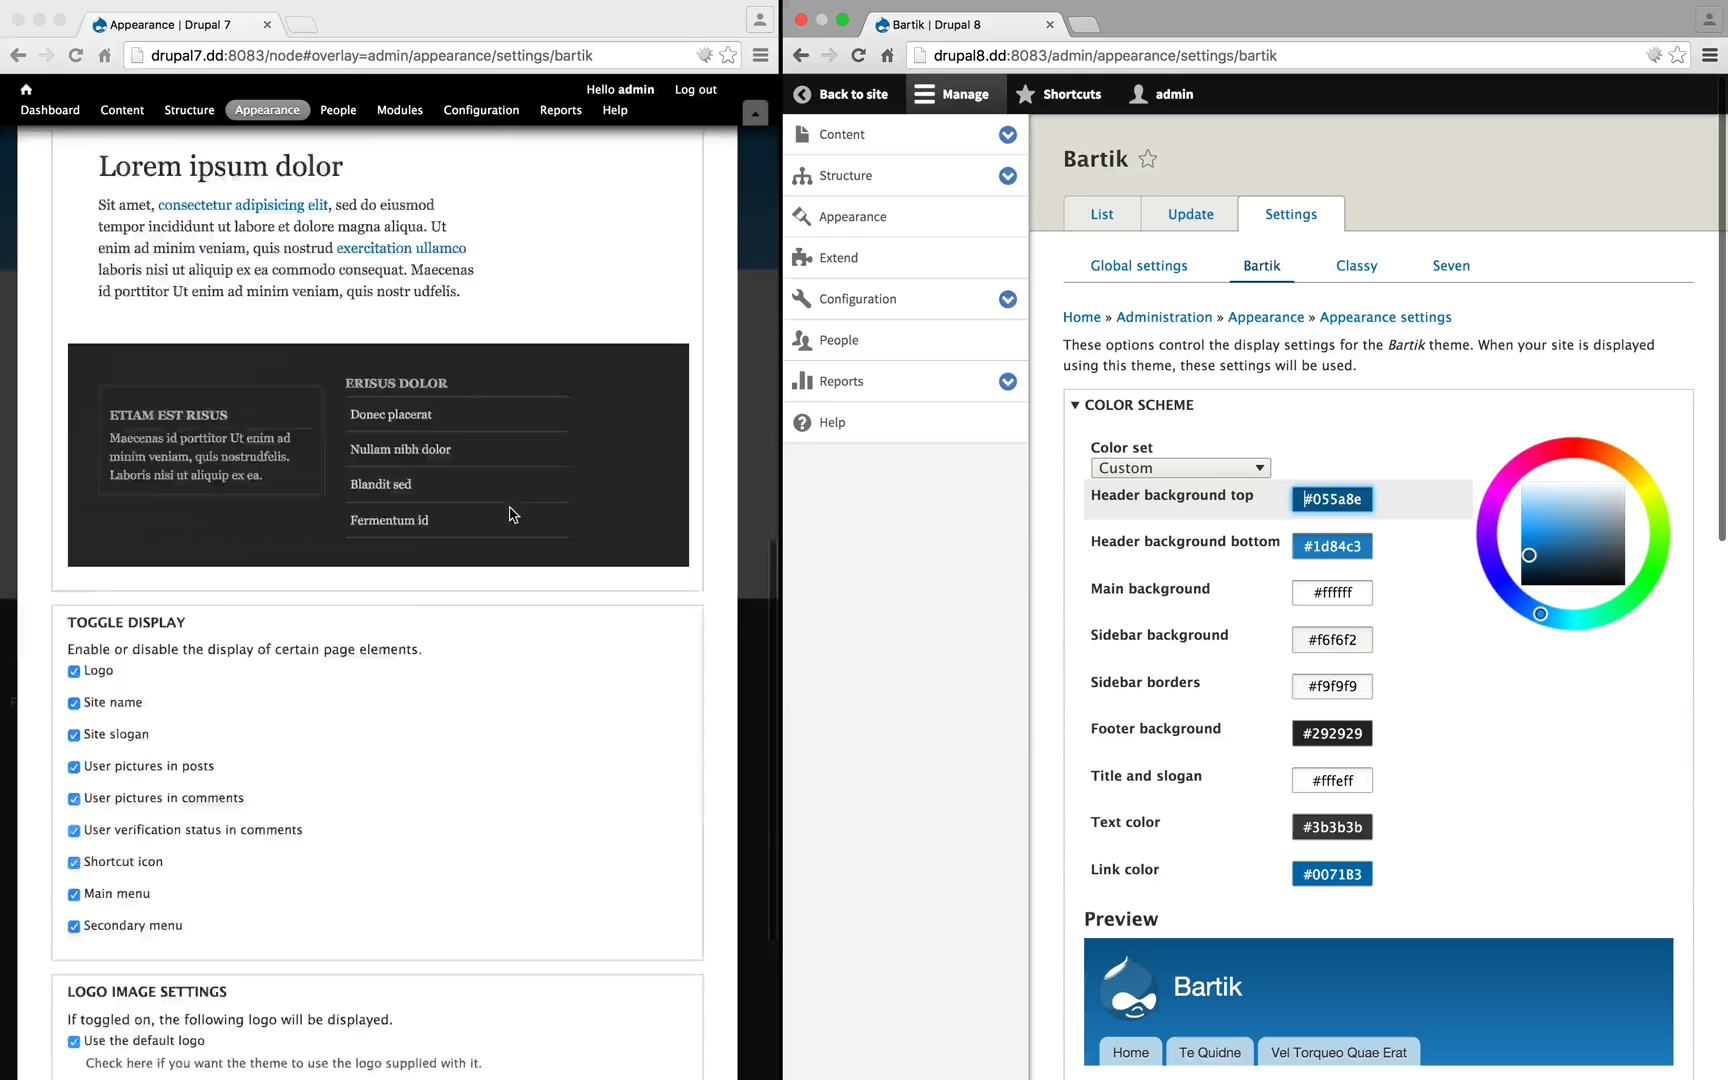 Appearance | Drupal 7
drupal7.dd:8083/node#overlay=admin/appearance/settings/bartik
Hello admin
Log out
Dashboard
Content
Structure
Appearance
People
Modules
Configuration
Reports
Help
Lorem ipsum dolor
Sit amet, consectetur adipisicing elit, sed do eiusmod
tempor incididunt ut labore et dolore magna aliqua. Ut
enim ad minim veniam, quis nostrud exercitation ullamco
laboris nisi ut aliquip ex ea commodo consequat. Maecenas
id porttitor Ut enim ad minim veniam, quis nostr udfelis.
ETIAM EST RISUS
Maecenas id porttitor Ut enim ad
minim veniam, quis nostrudfelis.
Laboris nisi ut aliquip ex ea.
ERISUS DOLOR
Donec placerat
Nullam nibh dolor
Blandit sed
Fermentum id
TOGGLE DISPLAY
Enable or disable the display of certain page elements.
Logo
Site name
Site slogan
User pictures in posts
User pictures in comments
User verification status in comments
Shortcut icon
Main menu
Secondary menu
LOGO IMAGE SETTINGS
If toggled on, the following logo will be displayed.
Use the default logo
Check here if you want the theme to use the logo supplied with it.
Bartik | Drupal 8
drupal8.dd:8083/admin/appearance/settings/bartik
Back to site
Manage
Shortcuts
admin
Content
Structure
Appearance
Extend
Configuration
People
Reports
Help
Bartik
List
Update
Settings
Global settings
Bartik
Classy
Seven
Home » Administration » Appearance » Appearance settings
These options control the display settings for the Bartik theme. When your site is displayed
using this theme, these settings will be used.
COLOR SCHEME
Color set
Custom
Header background top
#055a8e
Header background bottom
#1d84c3
Main background
#ffffff
Sidebar background
#f6f6f2
Sidebar borders
#f9f9f9
Footer background
#292929
Title and slogan
#fffeff
Text color
#3b3b3b
Link color
#0071B3
Preview
Bartik
Home
Te Quidne
Vel Torqueo Quae Erat